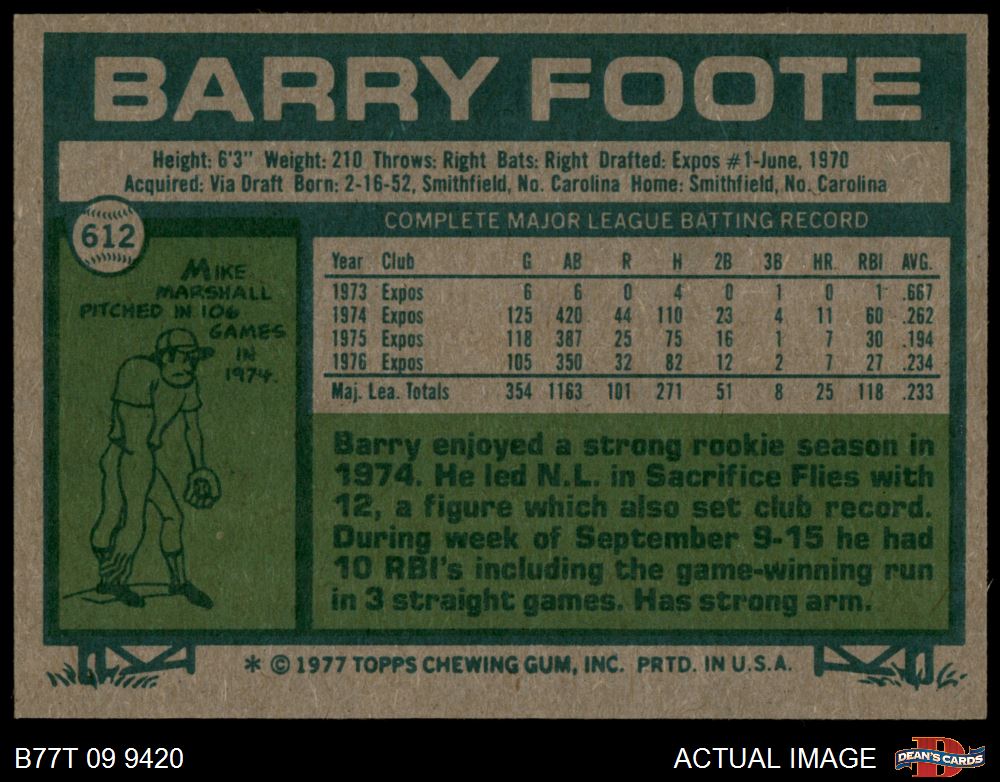 BARRY FOOTE
Height: 6'3" Weight: 210 Throws: Right Bats: Right Drafted: Expos #1-June, 1970
Acquired: Via Draft Born: 2-16-52, Smithfield, No. Carolina Home: Smithfield, No. Carolina
612
MIKE
MARSHALL
PITCHED IN 106
GAMES
IN
1974.
COMPLETE MAJOR LEAGUE BATTING RECORD
Year Club G AB R H 2B 3B HR. RBI AVG.
1973 Expos 6 6 0 4 0 1 0 1 .667
1974 Expos 125 420 44 110 23 4 11 60 .262
1975 Expos 118 387 25 75 16 1 7 30 .194
1976 Expos 105 350 32 82 12 2 7 27 .234
Maj. Lea. Totals 354 1163 101 271 51 8 25 118 .233
Barry enjoyed a strong rookie season in
1974. He led N.L. in Sacrifice Flies with
12, a figure which also set club record.
During week of September 9-15 he had
10 RBI's including the game-winning run
in 3 straight games. Has strong arm.
* © 1977 TOPPS CHEWING GUM, INC. PRTD. IN U.S.A.
B77T 09 9420
ACTUAL IMAGE
D
DEAN'S CARDS